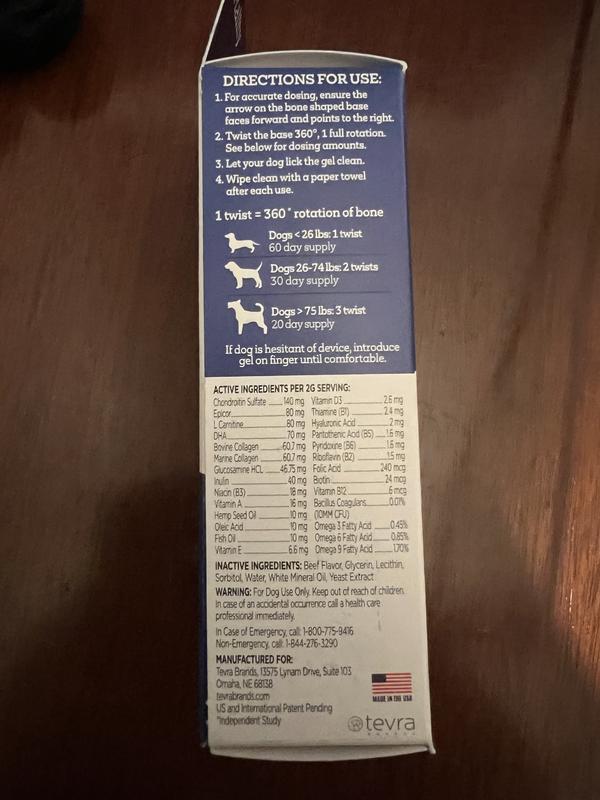 DIRECTIONS FOR USE:
1. For accurate dosing, ensure the
arrow on the bone shaped base
faces forward and points to the right.
2. Twist the base 360°, 1 full rotation.
See below for dosing amounts.
3. Let your dog lick the gel clean.
4. Wipe clean with a paper towel
after each use.
1 twist = 360° rotation of bone
Dogs < 26 lbs: 1 twist
60 day supply
Dogs 26-74 lbs: 2 twists
30 day supply
Dogs > 75 lbs: 3 twist
20 day supply
If dog is hesitant of device, introduce
gel on finger until comfortable.
ACTIVE INGREDIENTS PER 2G SERVING:
Chondroitin Sulfate 140 mg
Epicor 80 mg
L Carnitine 80 mg
DHA 70 mg
Bovine Collagen 60.7 mg
Marine Collagen 60.7 mg
Glucosamine HCL 46.75 mg
Inulin 40 mg
Niacin (B3) 18 mg
Vitamin A 16 mg
Hemp Seed Oil 10 mg
Oleic Acid 10 mg
Fish Oil 10 mg
Vitamin E 6.6 mg
Vitamin D3 2.6 mg
Thiamine (B1) 2.4 mg
Hyaluronic Acid 2 mg
Pantothenic Acid (B5) 1.6 mg
Pyridoxine (B6) 1.6 mg
Riboflavin (B2) 1.5 mg
Folic Acid 240 mcg
Biotin 24 mcg
Vitamin B12 6 mcg
Bacillus Coagulans 0.01%
(10MM CFU)
Omega 3 Fatty Acid 0.45%
Omega 6 Fatty Acid 0.85%
Omega 9 Fatty Acid 1.70%
INACTIVE INGREDIENTS: Beef Flavor, Glycerin, Lecithin,
Sorbitol, Water, White Mineral Oil, Yeast Extract
WARNING: For Dog Use Only. Keep out of reach of children.
In case of an accidental occurrence call a health care
professional immediately.
In Case of Emergency, call: 1-800-775-9416
Non-Emergency, call: 1-844-276-3290
MANUFACTURED FOR:
Tevra Brands, 13575 Lynam Drive, Suite 103
Omaha, NE 68138
tevrabrands.com
US and International Patent Pending
*Independent Study
MADE IN THE USA
tevra